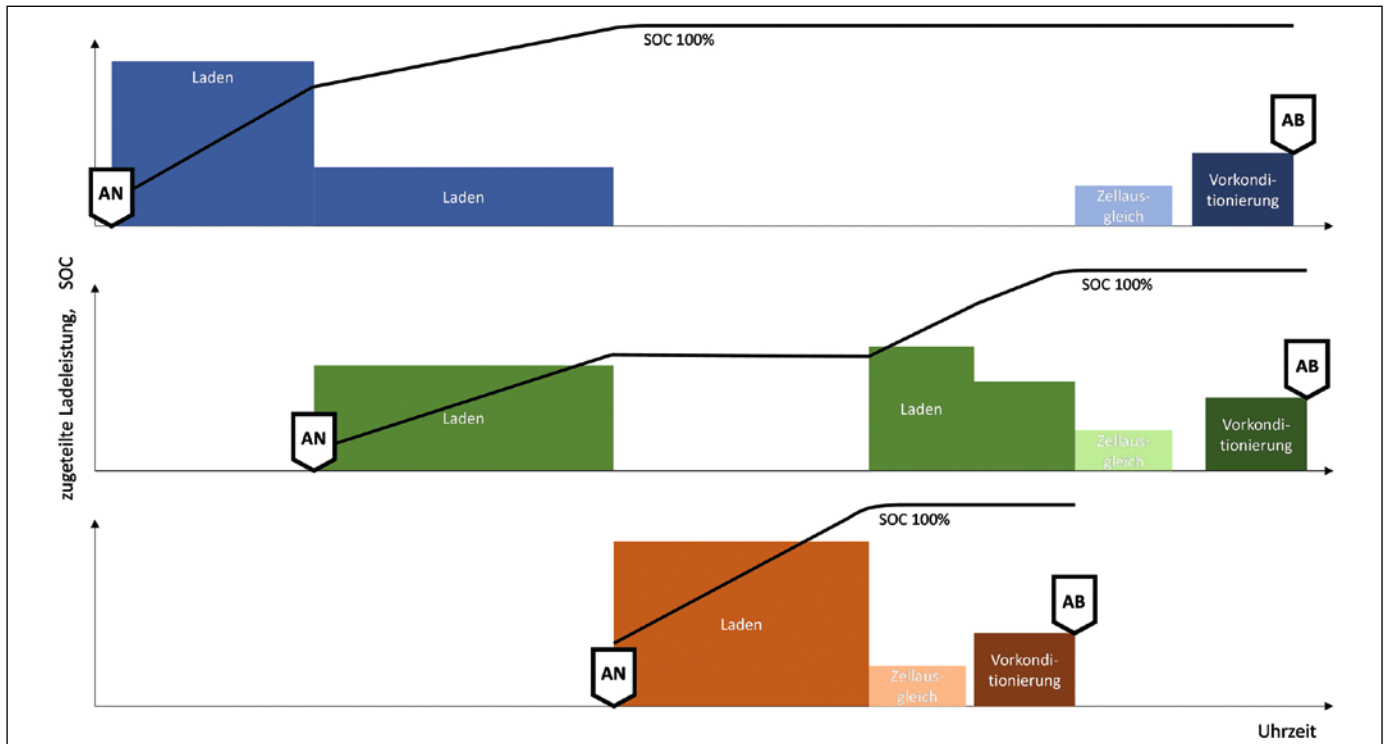 SOC 100%
Laden
AB
AN
Laden
Zellaus-
gleich
Vorkondi-
tionierung
zugeteilte Ladeleistung, SOC
SOC 100%
AB
Laden
Laden
AN
Zellaus-
gleich
Vorkondi-
tionierung
SOC 100%
AB
Laden
AN
Zellaus-
gleich
Vorkondi-
tionierung
Uhrzeit